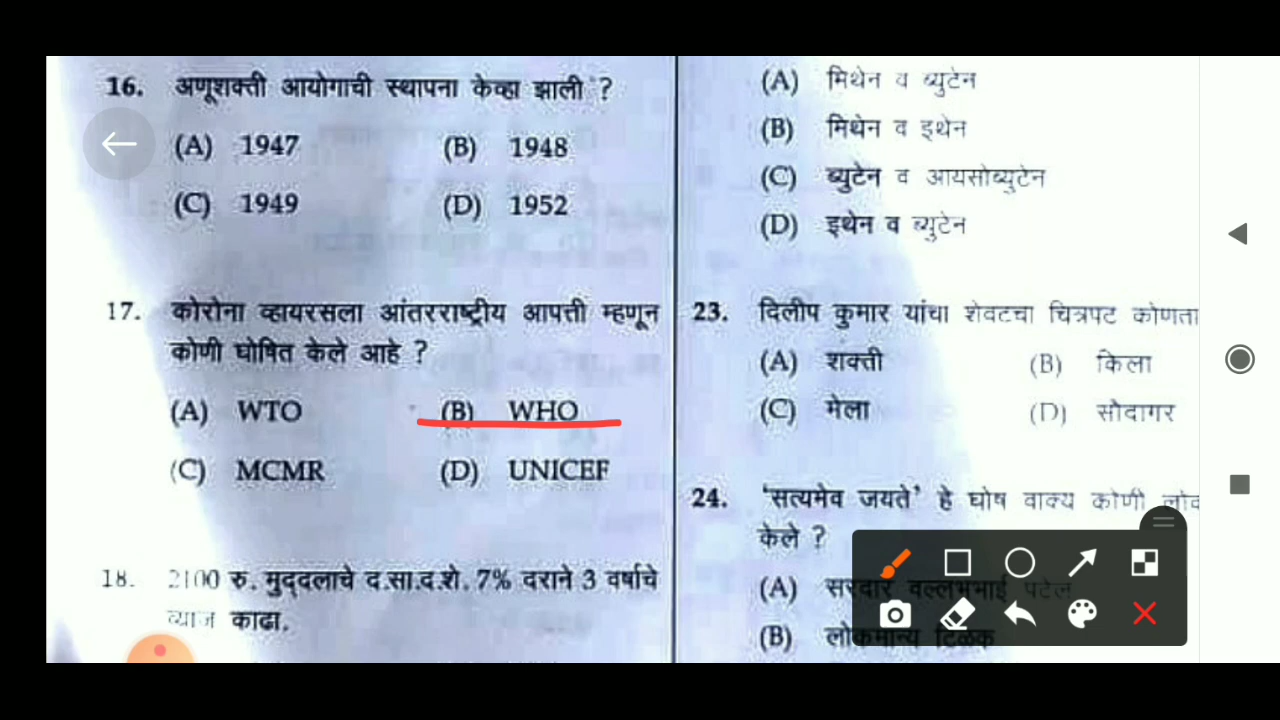 16. अणूशक्ती आयोगाची स्थापना केव्हा झाली ?
(A) 1947 (B) 1948
(C) 1949 (D) 1952
17. कोरोना व्हायरसला आंतरराष्ट्रीय आपत्ती म्हणून
कोणी घोषित केले आहे ?
(A) WTO (B) WHO
(C) MCMR (D) UNICEF
18. 2100 रु. मुद्दलाचे द.सा.द.शे. 7% दराने 3 वर्षाचे
व्याज काढा.
(A) मिथेन व ब्युटेन
(B) मिथेन व इथेन
(C) ब्युटेन व आयसोब्युटेन
(D) इथेन व ब्युटेन
23. दिलीप कुमार यांचा शेवटचा चित्रपट कोणता
(A) शक्ती (B) किला
(C) मेला (D) सौदागर
24. 'सत्यमेव जयते' हे घोष वाक्य कोणी
केले ?
(A) सरदार वल्लभभाई पटेल
(B) लोकमान्य टिळक